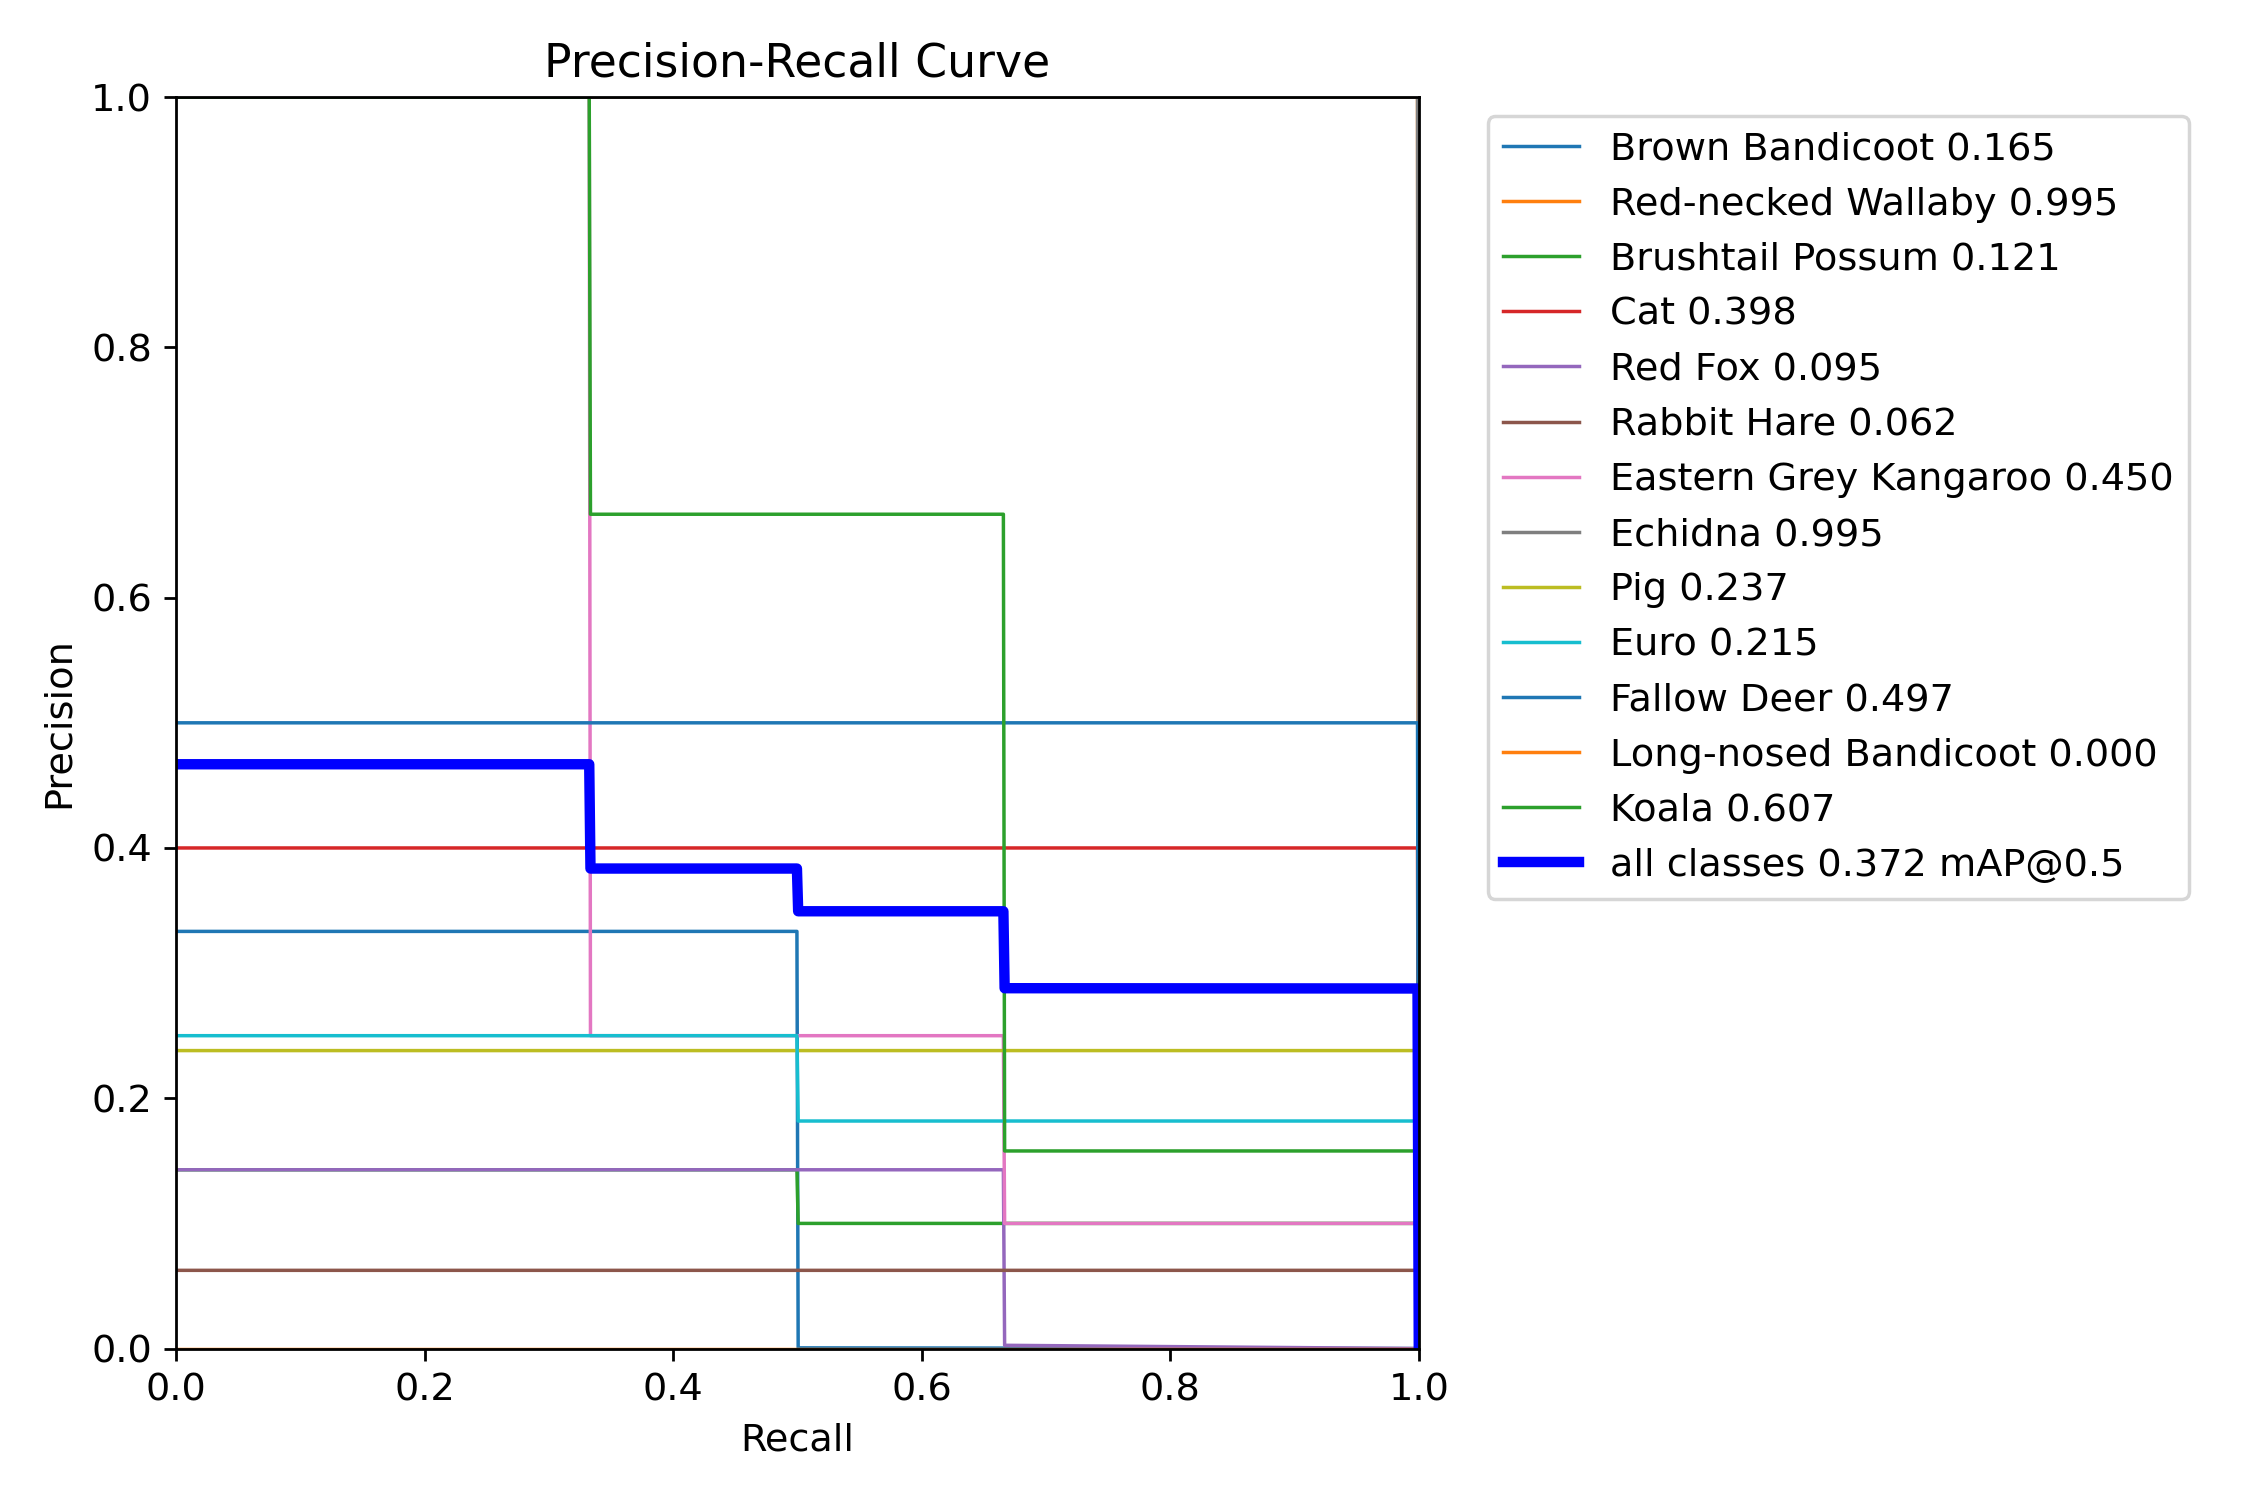 Precision-Recall Curve
1.0
0.8
0.6
0.4
0.2
0.0
Precision
0.0 0.2 0.4 0.6 0.8 1.0
Recall
Brown Bandicoot 0.165
Red-necked Wallaby 0.995
Brushtail Possum 0.121
Cat 0.398
Red Fox 0.095
Rabbit Hare 0.062
Eastern Grey Kangaroo 0.450
Echidna 0.995
Pig 0.237
Euro 0.215
Fallow Deer 0.497
Long-nosed Bandicoot 0.000
Koala 0.607
all classes 0.372 mAP@0.5